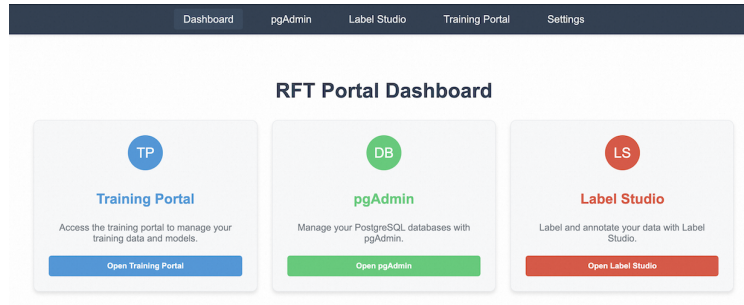 Dashboard pgAdmin Label Studio Training Portal Settings
RFT Portal Dashboard
TP
Training Portal
Access the training portal to manage your
training data and models.
Open Training Portal
DB
pgAdmin
Manage your PostgreSQL databases with
pgAdmin.
Open pgAdmin
LS
Label Studio
Label and annotate your data with Label
Studio.
Open Label Studio